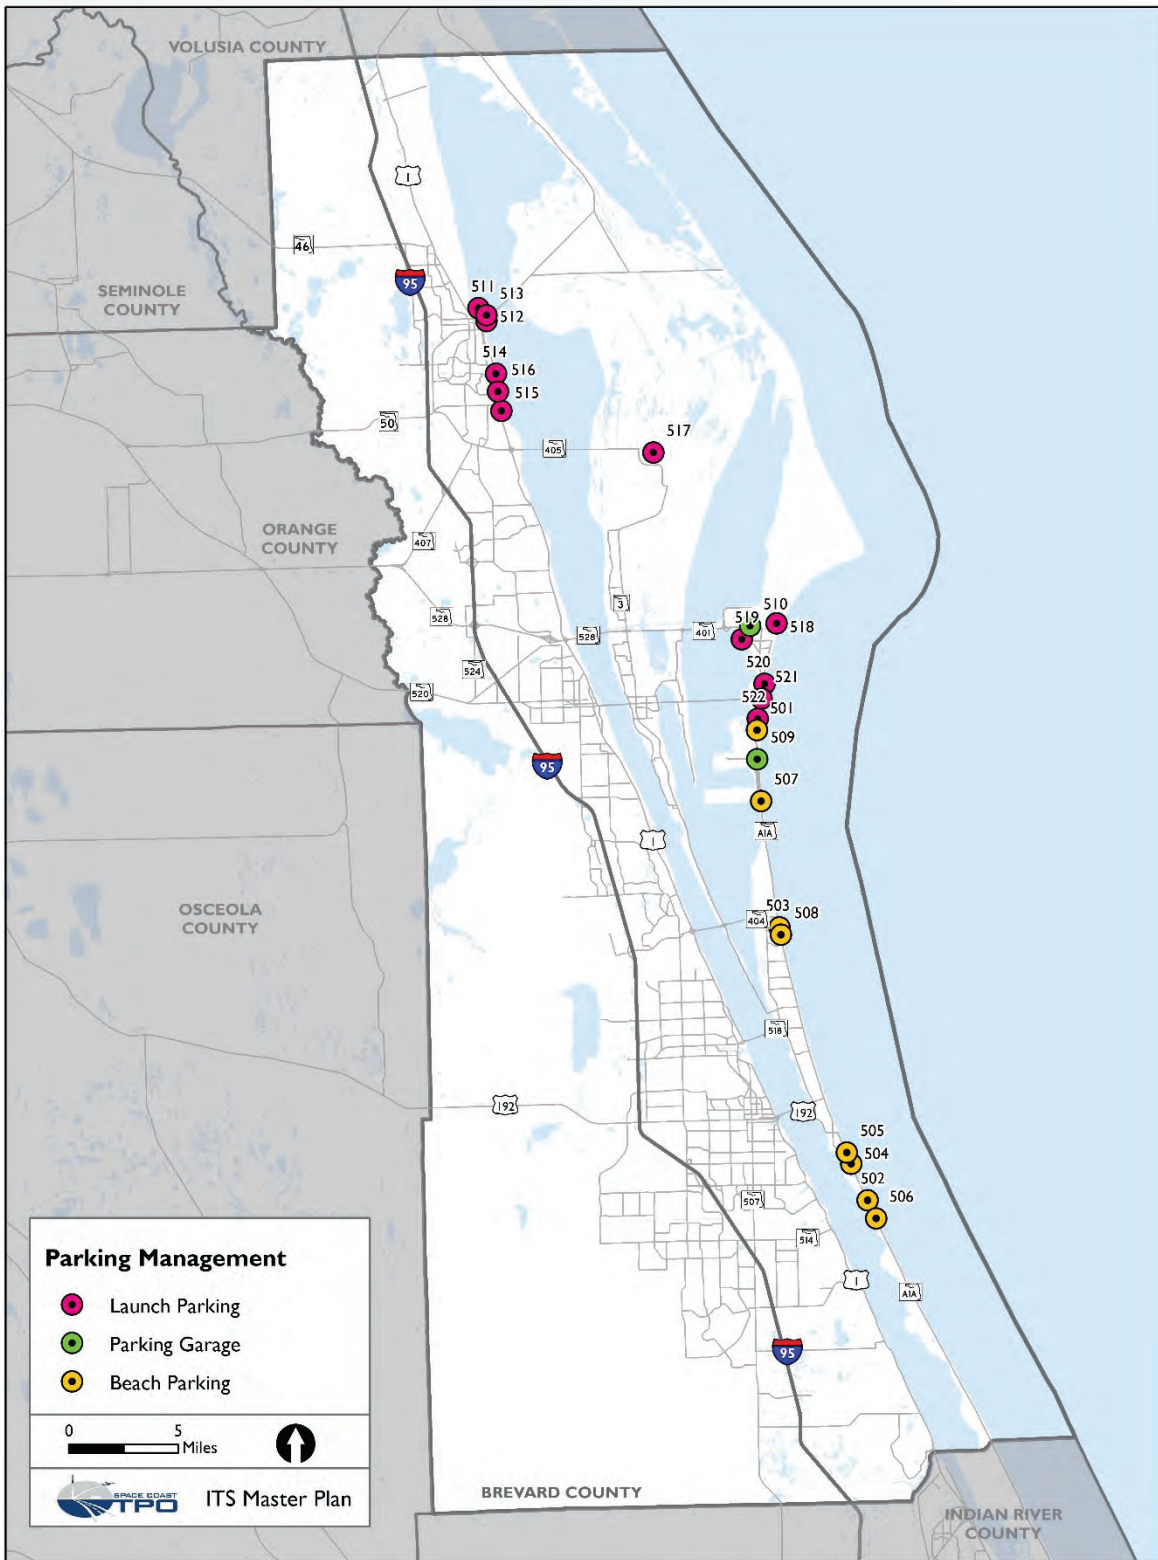 VOLUSIA COUNTY
1
46
95
511
513
512
SEMINOLE
COUNTY
514
516
515
50
517
405
ORANGE
COUNTY
407
3
510
519
518
528
528
401
520
524
521
520
522
501
509
95
507
1
A1A
OSCEOLA
COUNTY
503
508
404
518
192
192
505
504
502
506
507
514
1
A1A
95
Parking Management
Launch Parking
Parking Garage
Beach Parking
0 5
Miles
SPACE COAST
TPO
ITS Master Plan
BREVARD COUNTY
INDIAN RIVER
COUNTY